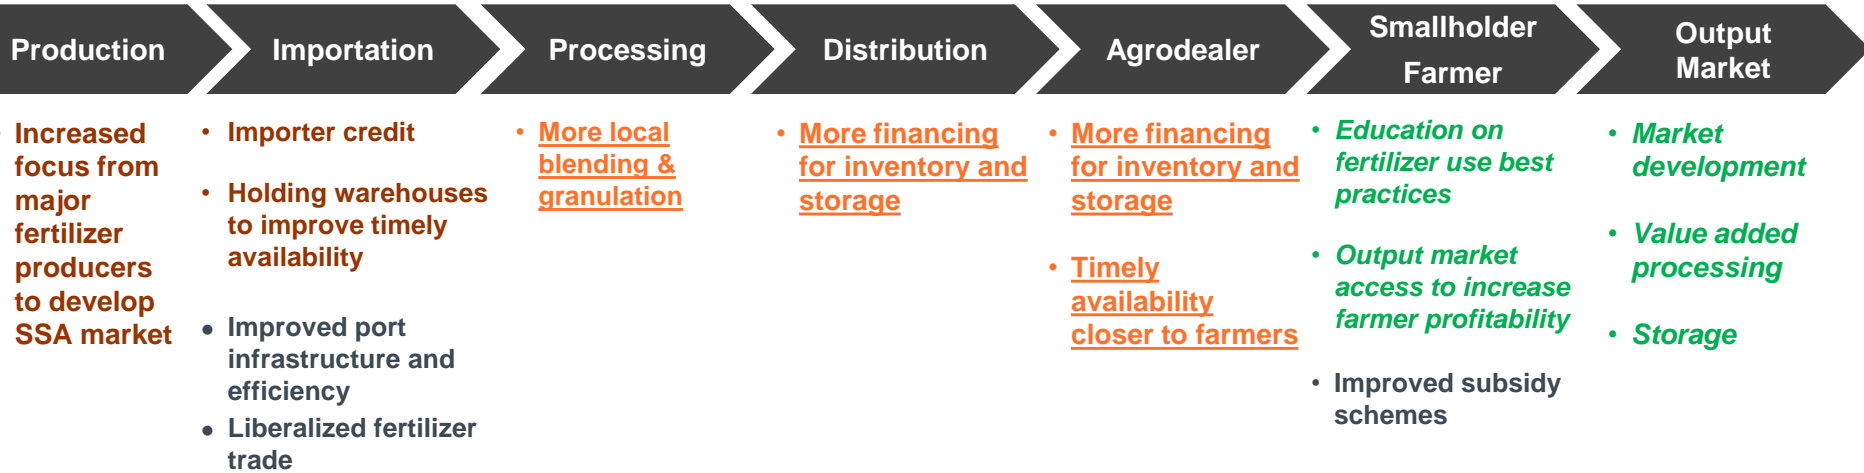 Production
Importation
Processing
Distribution
Agrodealer
Smallholder
Farmer
Output
Market
• Increased
focus from
major
fertilizer
producers
to develop
SSA market
• Importer credit
• Holding warehouses
to improve timely
availability
• Improved port
infrastructure and
efficiency
• Liberalized fertilizer
trade
• More local
blending &
granulation
• More financing
for inventory and
storage
• More financing
for inventory and
storage
• Timely
availability
closer to farmers
• Education on
fertilizer use best
practices
• Output market
access to increase
farmer profitability
• Improved subsidy
schemes
• Market
development
• Value added
processing
• Storage